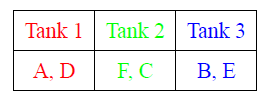 Tank 1 Tank 2 Tank 3
A, D F, C B, E